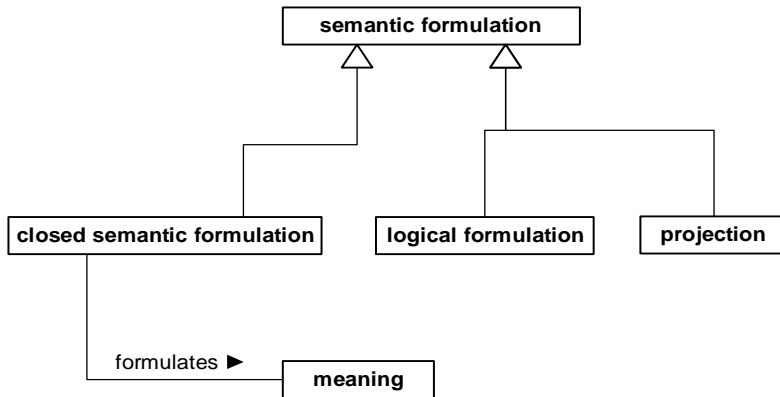 semantic formulation
closed semantic formulation
logical formulation
projection
formulates ►
meaning